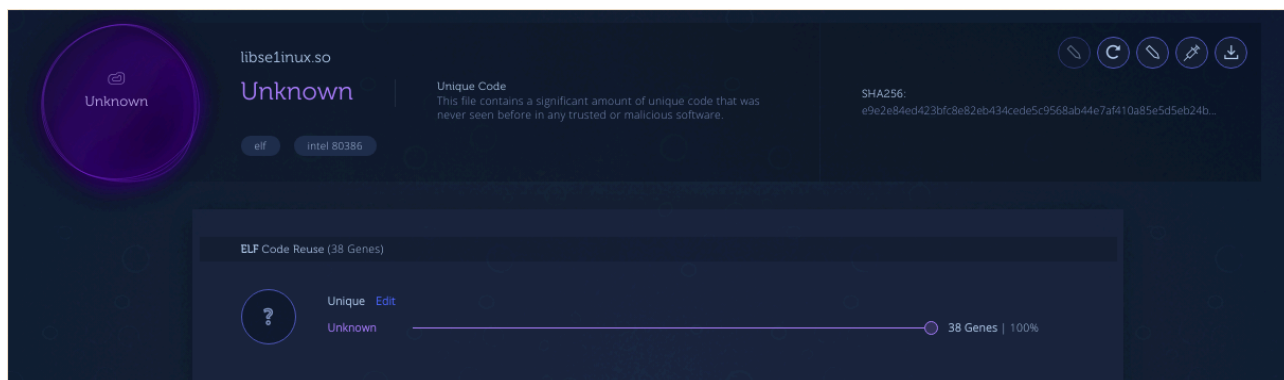 Unknown
libse1inux.so
Unknown
elf
intel 80386
Unique Code
This file contains a significant amount of unique code that was
never seen before in any trusted or malicious software.
SHA256:
e9e2e84ed423bfc8e82eb434cede5c9568ab44e7af410a85e5d5eb24b...
ELF Code Reuse (38 Genes)
?
Unique Edit
Unknown 38 Genes | 100%